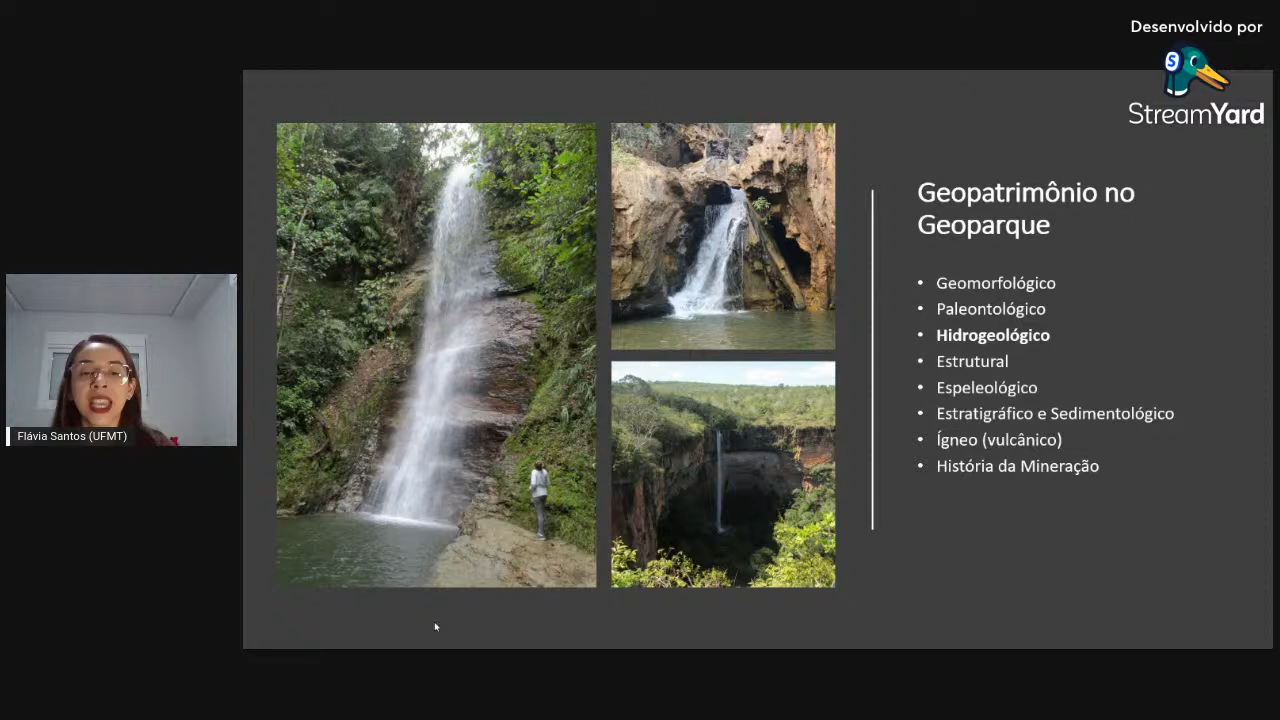 Desenvolvido por
StreamYard
Geopatrimônio no
Geoparque
• Geomorfológico
• Paleontológico
• Hidrogeológico
• Estrutural
• Espeleológico
• Estratigráfico e Sedimentológico
• Ígneo (vulcânico)
• História da Mineração
Flávia Santos (UFMT)